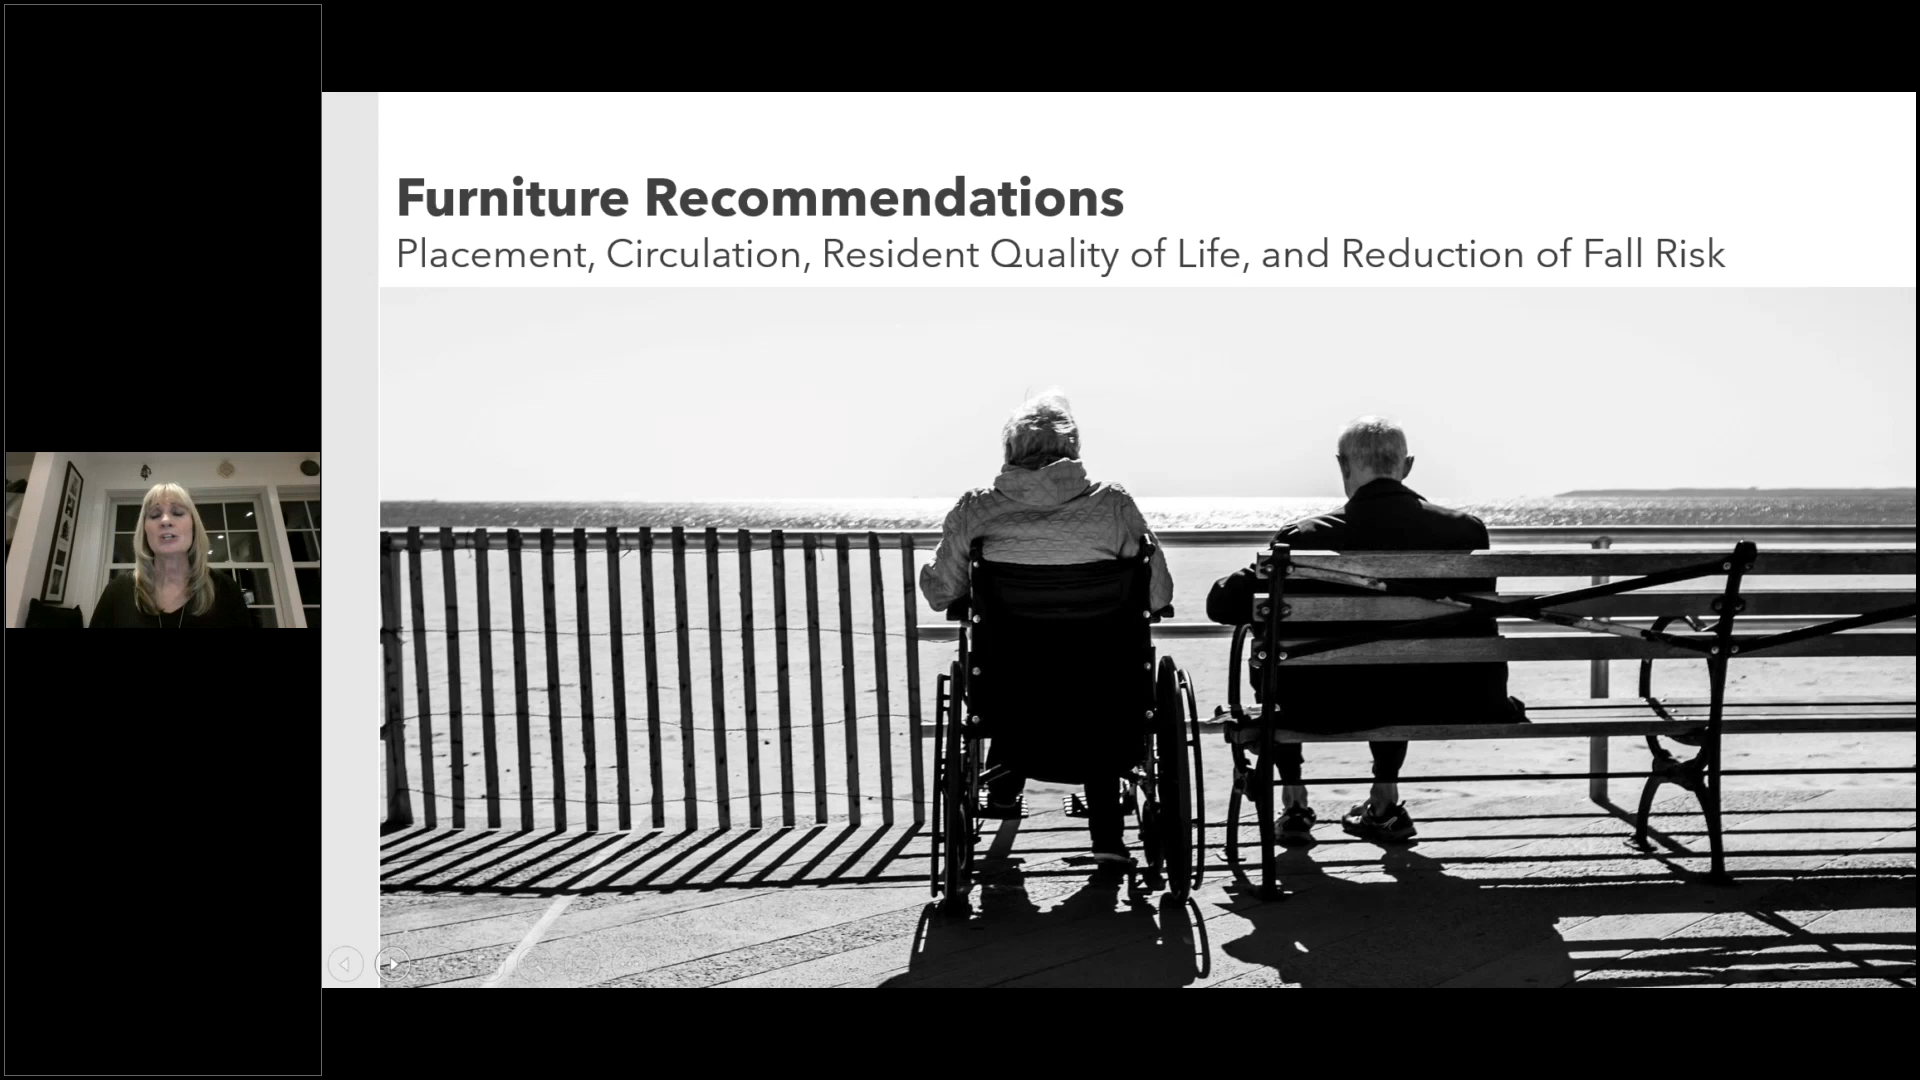 Furniture Recommendations
Placement, Circulation, Resident Quality of Life, and Reduction of Fall Risk